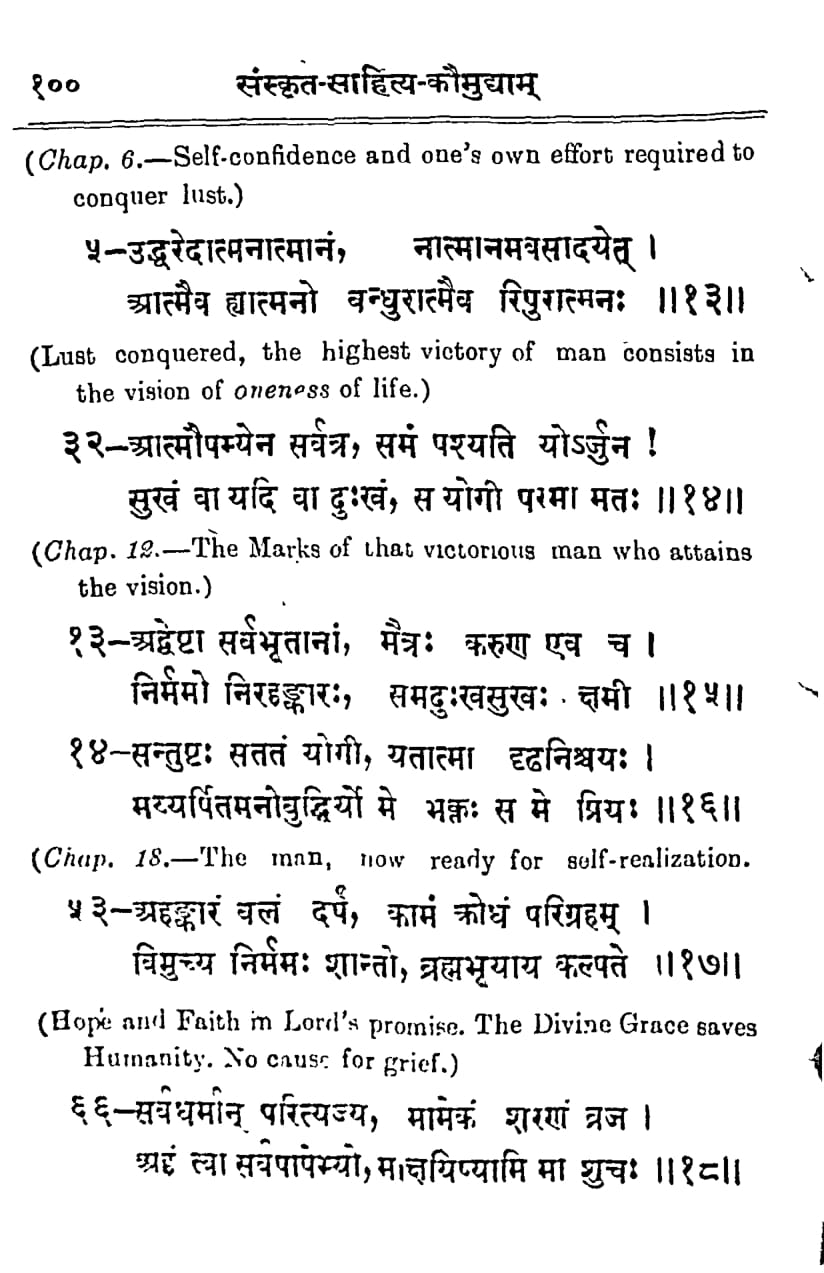 १०० संस्कृत-साहित्य-कौमुद्याम्
(Chap. 6.—Self-confidence and one's own effort required to
conquer lust.)
५—उद्धरेदात्मनात्मानं, नात्मानमवसादयेत् ।
आत्मैव ह्यात्मनो बन्धुरात्मैव रिपुरात्मनः ॥१३॥
(Lust conquered, the highest victory of man consists in
the vision of oneness of life.)
३२—आत्मौपम्येन सर्वत्र, समं पश्यति योऽर्जुन !
सुखं वा यदि वा दुःखं, स योगी परमा मतः ॥१४॥
(Chap. 12.—The Marks of that victorious man who attains
the vision.)
१३—अद्वेष्टा सर्वभूतानां, मैत्रः करुण एव च ।
निर्ममो निरहङ्कारः, समदुःखसुखः क्षमी ॥१५॥
१४—सन्तुष्टः सततं योगी, यतात्मा दृढनिश्चयः ।
मय्यर्पितमनोबुद्धिर्यो मे भक्तः स मे प्रियः ॥१६॥
(Chap. 18.—The man, now ready for self-realization.
५३—अहङ्कारं बलं दर्पं, कामं क्रोधं परिग्रहम् ।
विमुच्य निर्ममः शान्तो, ब्रह्मभूयाय कल्पते ॥१७॥
(Hope and Faith in Lord's promise. The Divine Grace saves
Humanity. No cause for grief.)
६६—सर्वधर्मान् परित्यज्य, मामेकं शरणं व्रज ।
अहं त्वा सर्वपापेभ्यो, माक्षयिष्यामि मा शुचः ॥१८॥